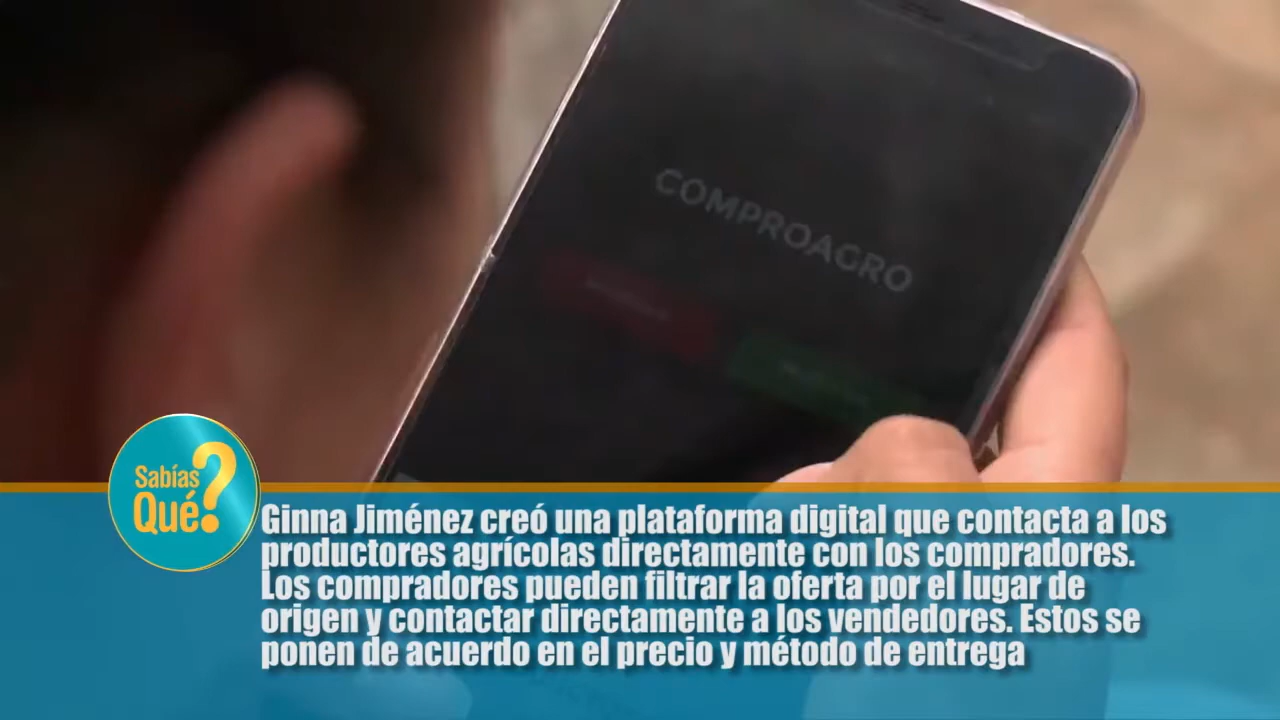 COMPROAGRO
Sabías
Qué?
Ginna Jiménez creó una plataforma digital que contacta a los
productores agrícolas directamente con los compradores.
Los compradores pueden filtrar la oferta por el lugar de
origen y contactar directamente a los vendedores. Estos se
ponen de acuerdo en el precio y método de entrega